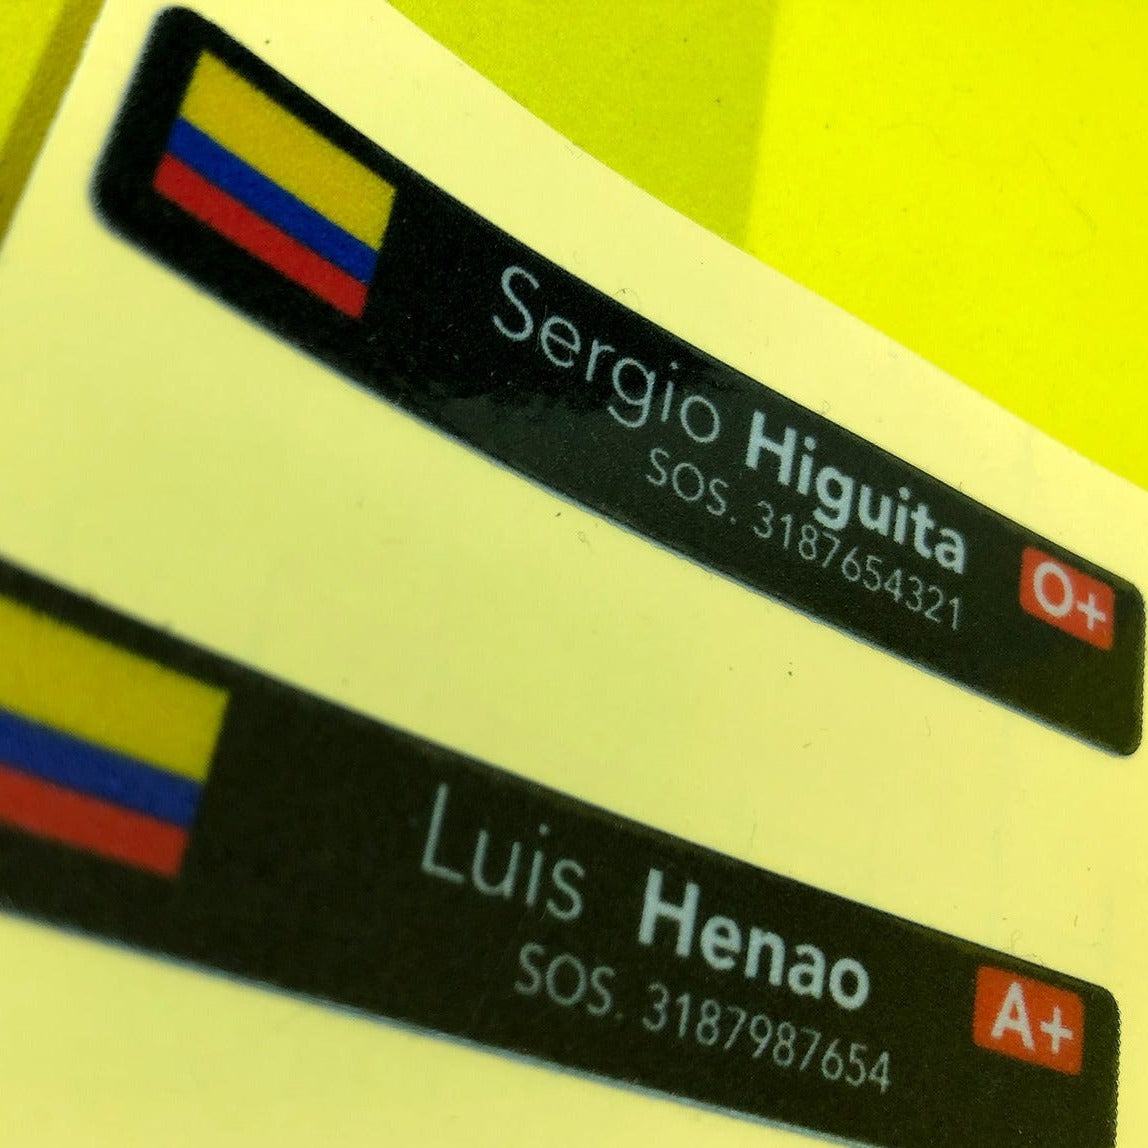 Sergio Higuita
SOS. 3187654321
O+
Luis Henao
SOS. 3187987654
A+